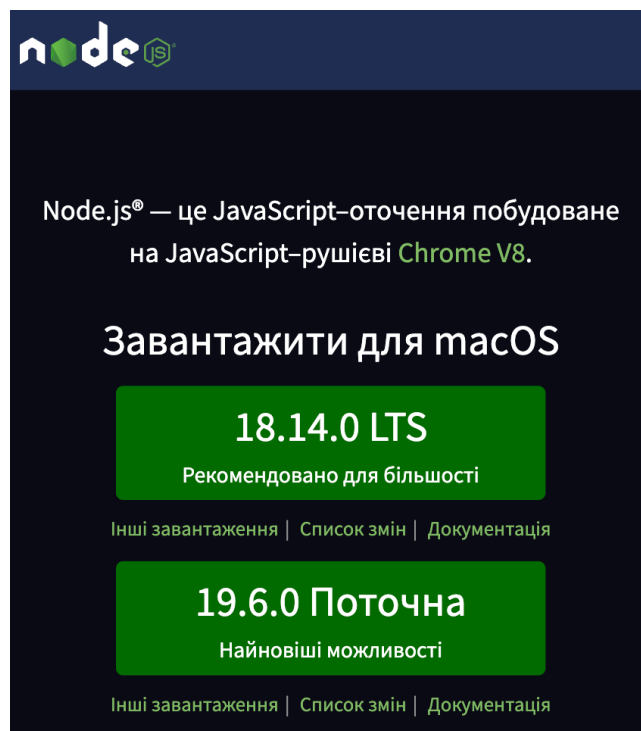 node JS®
Node.js® — це JavaScript–оточення побудоване
на JavaScript–рушієві Chrome V8.
Завантажити для macOS
18.14.0 LTS
Рекомендовано для більшості
Інші завантаження | Список змін | Документація
19.6.0 Поточна
Найновіші можливості
Інші завантаження | Список змін | Документація